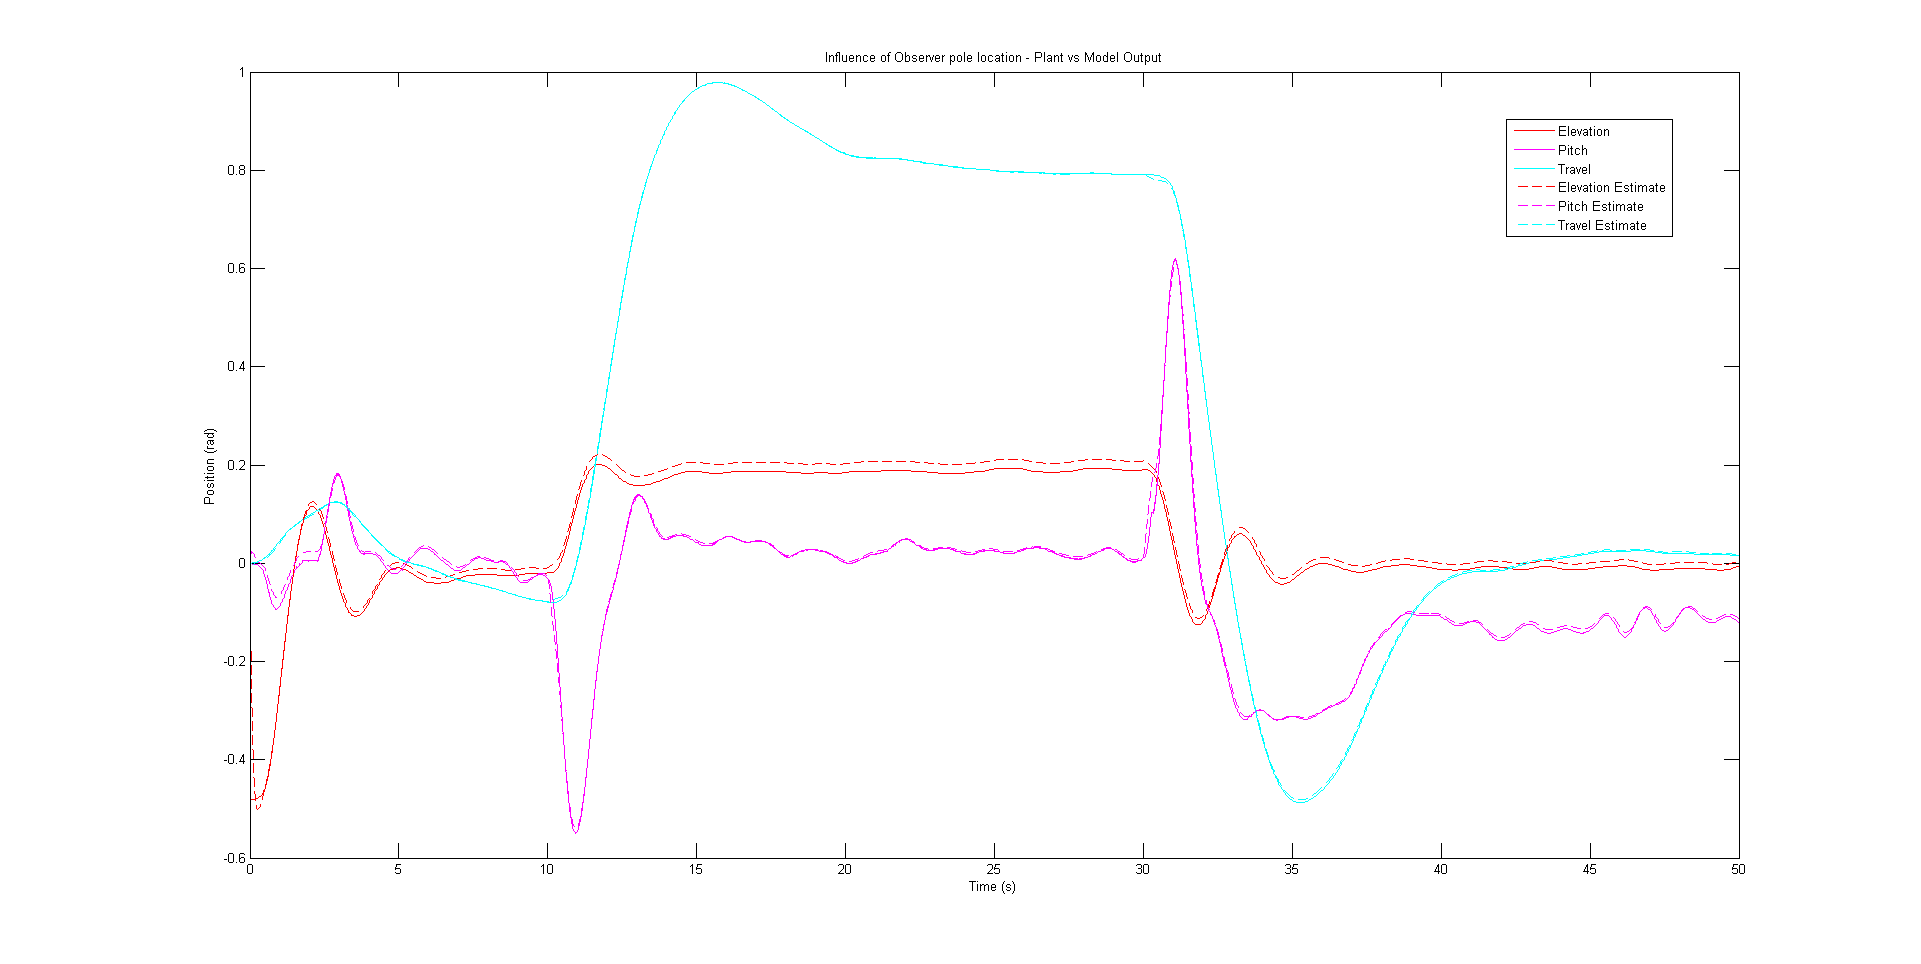 Influence of Observer pole location - Plant vs Model Output
1
0.8
0.6
0.4
0.2
0
-0.2
-0.4
-0.6
Position (rad)
Elevation
Pitch
Travel
Elevation Estimate
Pitch Estimate
Travel Estimate
0 5 10 15 20 25 30 35 40 45 50
Time (s)